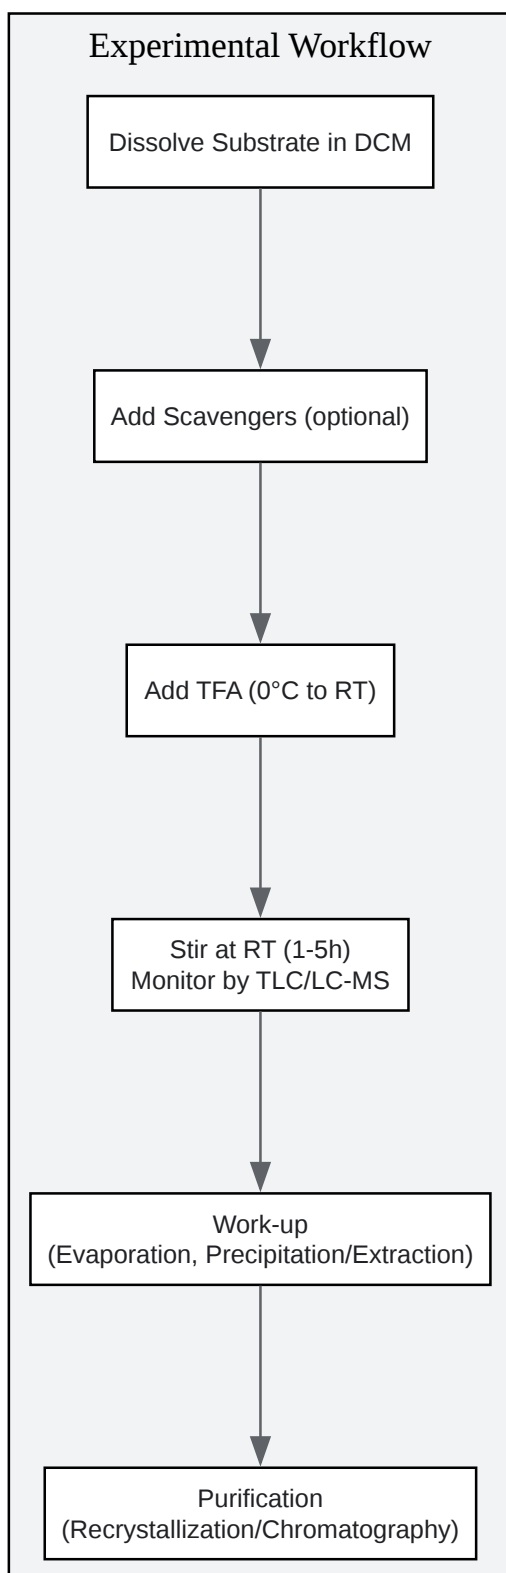 Experimental Workflow
Dissolve Substrate in DCM
Add Scavengers (optional)
Add TFA (0°C to RT)
Stir at RT (1-5h)
Monitor by TLC/LC-MS
Work-up
(Evaporation, Precipitation/Extraction)
Purification
(Recrystallization/Chromatography)